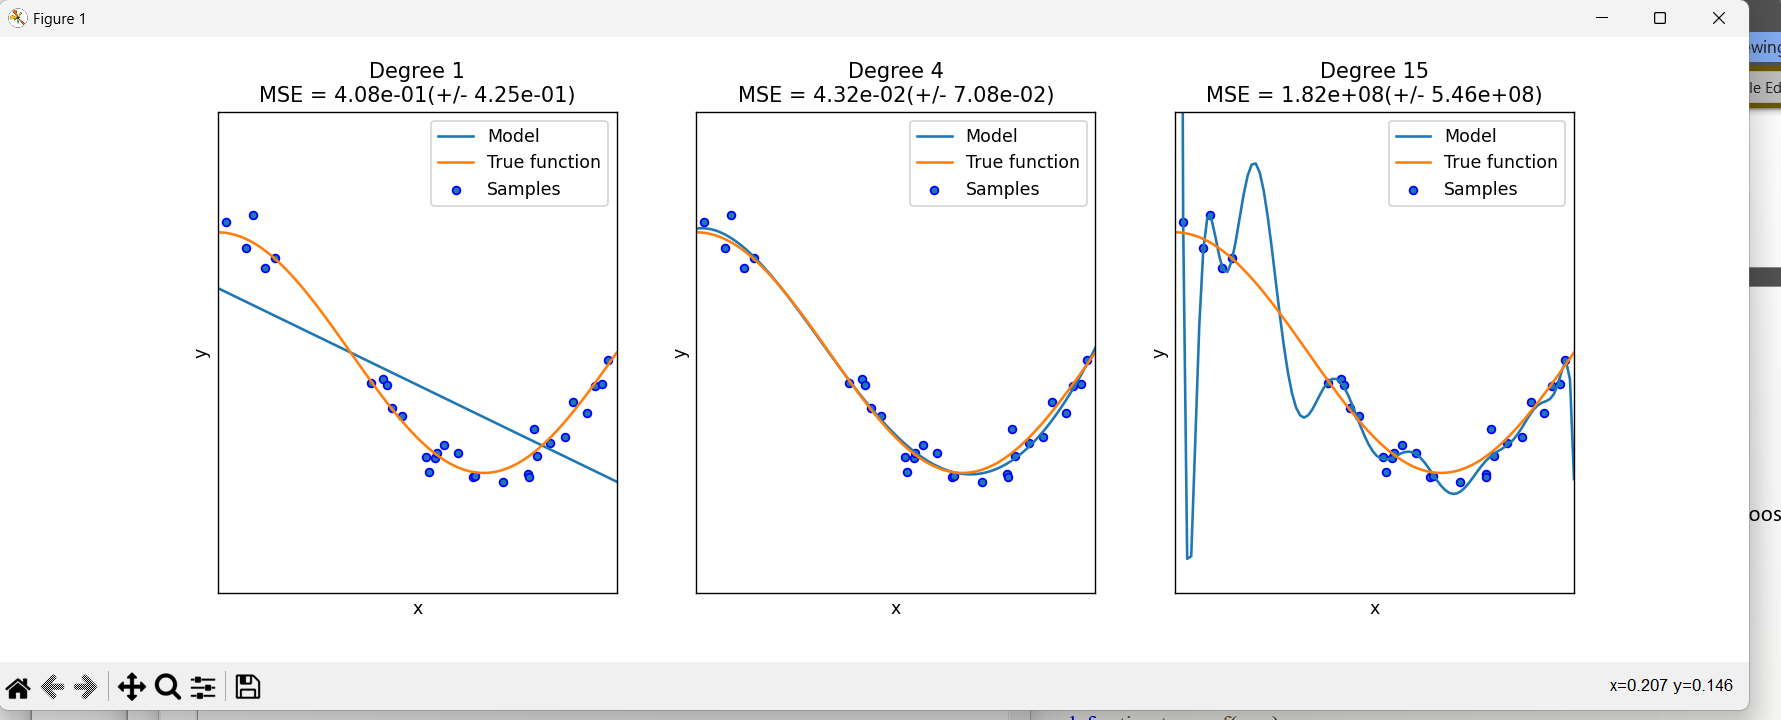 Figure 1
Degree 1
MSE = 4.08e-01(+/- 4.25e-01)
Model
True function
Samples
y
x
Degree 4
MSE = 4.32e-02(+/- 7.08e-02)
Model
True function
Samples
y
x
Degree 15
MSE = 1.82e+08(+/- 5.46e+08)
Model
True function
Samples
y
x
x=0.207 y=0.146